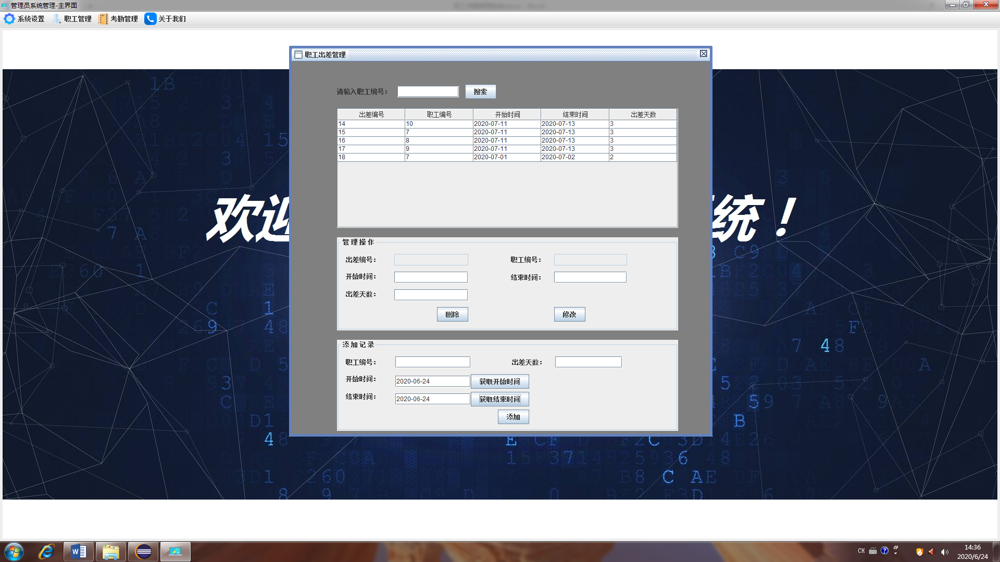 管理员系统管理-主界面
系统设置 职工管理 考勤管理 关于我们
职工出差管理
请输入职工编号： 搜索
出差编号 职工编号 开始时间 结束时间 出差天数
14 10 2020-07-11 2020-07-13 3
15 7 2020-07-11 2020-07-13 3
16 8 2020-07-11 2020-07-13 3
17 9 2020-07-11 2020-07-13 3
18 7 2020-07-01 2020-07-02 2
欢迎 统！
管理操作
出差编号： 职工编号：
开始时间： 结束时间：
出差天数：
删除 修改
添加记录
职工编号： 出差天数：
开始时间： 2020-06-24 获取开始时间
结束时间： 2020-06-24 获取结束时间
添加
CH 14:36
2020/6/24